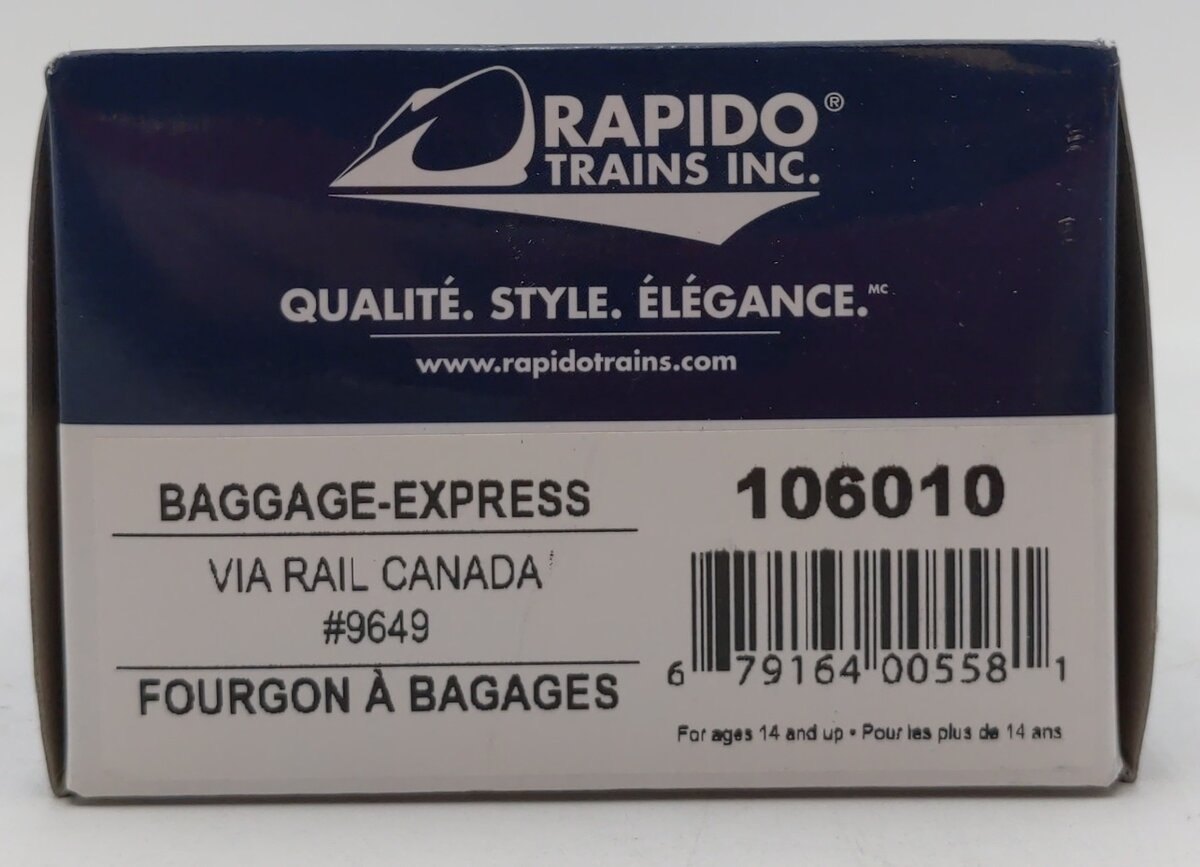 RAPIDO®
TRAINS INC.
QUALITÉ. STYLE. ÉLÉGANCE.MC
www.rapidotrains.com
BAGGAGE-EXPRESS
VIA RAIL CANADA
#9649
FOURGON À BAGAGES
106010
6 79164 00558 1
For ages 14 and up • Pour les plus de 14 ans